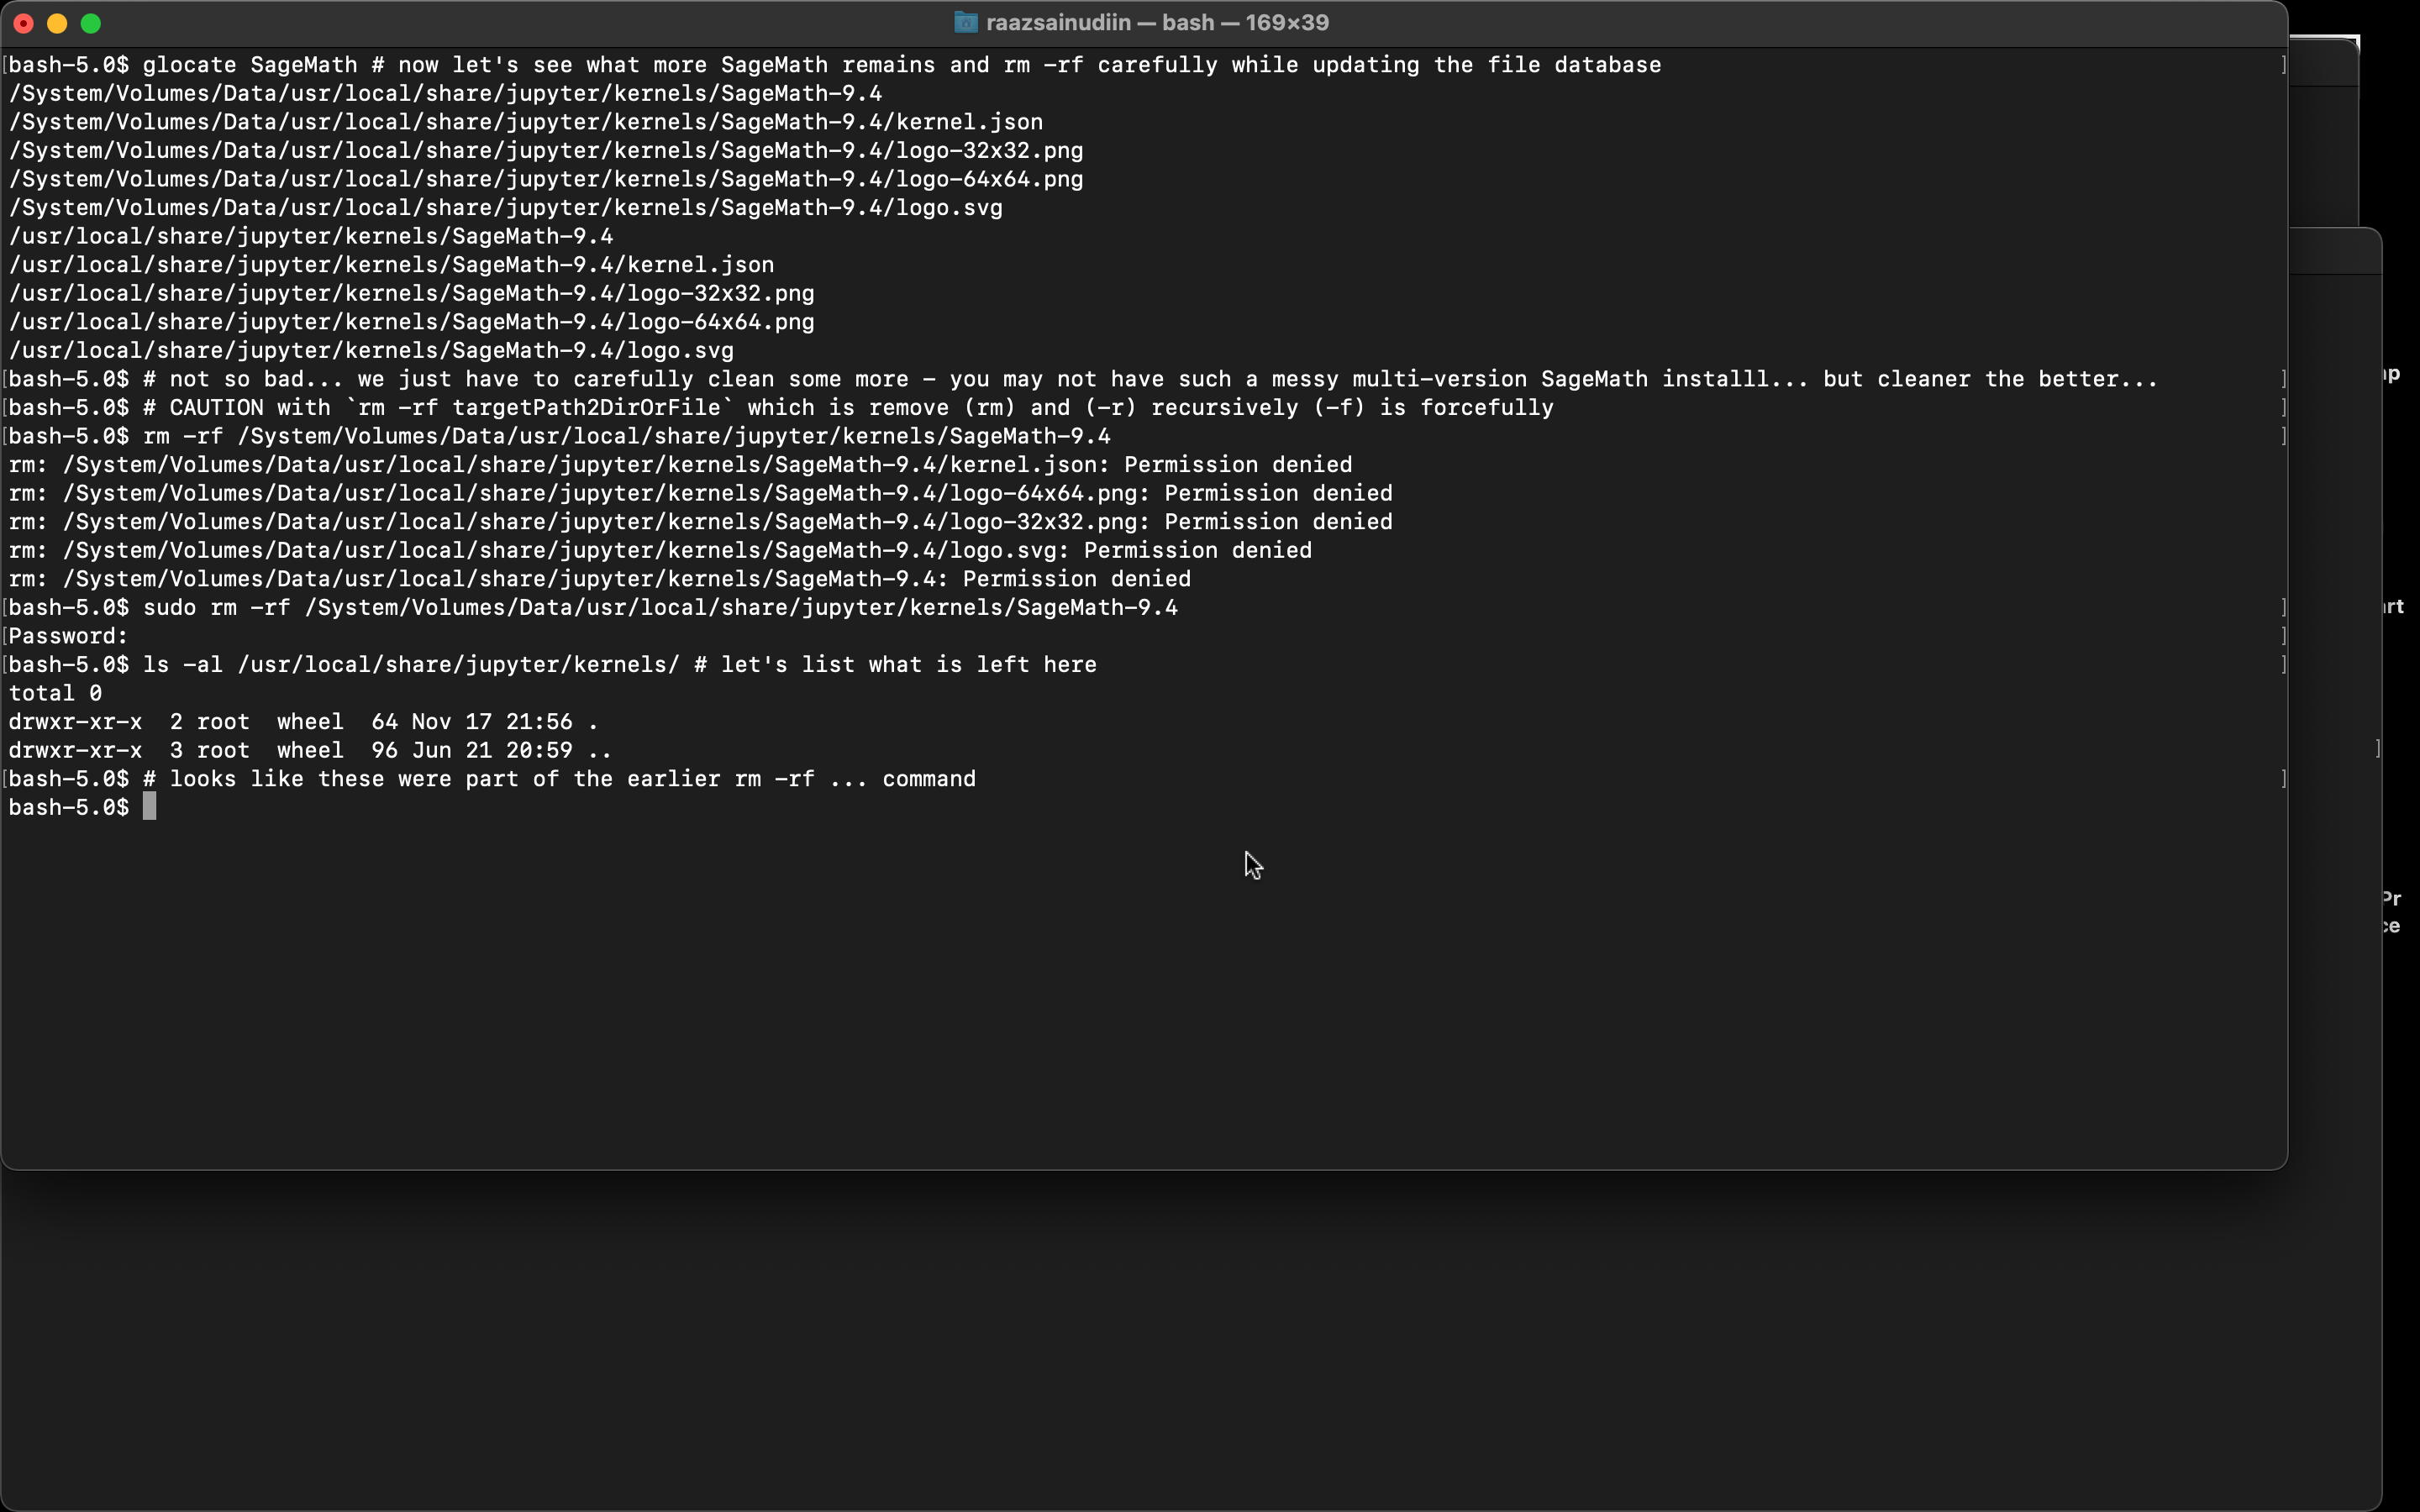 raazsainudiin — bash — 169×39
[bash-5.0$ glocate SageMath # now let's see what more SageMath remains and rm -rf carefully while updating the file database ]
/System/Volumes/Data/usr/local/share/jupyter/kernels/SageMath-9.4
/System/Volumes/Data/usr/local/share/jupyter/kernels/SageMath-9.4/kernel.json
/System/Volumes/Data/usr/local/share/jupyter/kernels/SageMath-9.4/logo-32x32.png
/System/Volumes/Data/usr/local/share/jupyter/kernels/SageMath-9.4/logo-64x64.png
/System/Volumes/Data/usr/local/share/jupyter/kernels/SageMath-9.4/logo.svg
/usr/local/share/jupyter/kernels/SageMath-9.4
/usr/local/share/jupyter/kernels/SageMath-9.4/kernel.json
/usr/local/share/jupyter/kernels/SageMath-9.4/logo-32x32.png
/usr/local/share/jupyter/kernels/SageMath-9.4/logo-64x64.png
/usr/local/share/jupyter/kernels/SageMath-9.4/logo.svg
[bash-5.0$ # not so bad... we just have to carefully clean some more - you may not have such a messy multi-version SageMath installl... but cleaner the better... ]
[bash-5.0$ # CAUTION with `rm -rf targetPath2DirOrFile` which is remove (rm) and (-r) recursively (-f) is forcefully ]
[bash-5.0$ rm -rf /System/Volumes/Data/usr/local/share/jupyter/kernels/SageMath-9.4 ]
rm: /System/Volumes/Data/usr/local/share/jupyter/kernels/SageMath-9.4/kernel.json: Permission denied
rm: /System/Volumes/Data/usr/local/share/jupyter/kernels/SageMath-9.4/logo-64x64.png: Permission denied
rm: /System/Volumes/Data/usr/local/share/jupyter/kernels/SageMath-9.4/logo-32x32.png: Permission denied
rm: /System/Volumes/Data/usr/local/share/jupyter/kernels/SageMath-9.4/logo.svg: Permission denied
rm: /System/Volumes/Data/usr/local/share/jupyter/kernels/SageMath-9.4: Permission denied
[bash-5.0$ sudo rm -rf /System/Volumes/Data/usr/local/share/jupyter/kernels/SageMath-9.4 ]
[Password: ]
[bash-5.0$ ls -al /usr/local/share/jupyter/kernels/ # let's list what is left here ]
total 0
drwxr-xr-x  2 root  wheel  64 Nov 17 21:56 .
drwxr-xr-x  3 root  wheel  96 Jun 21 20:59 ..
[bash-5.0$ # looks like these were part of the earlier rm -rf ... command ]
bash-5.0$